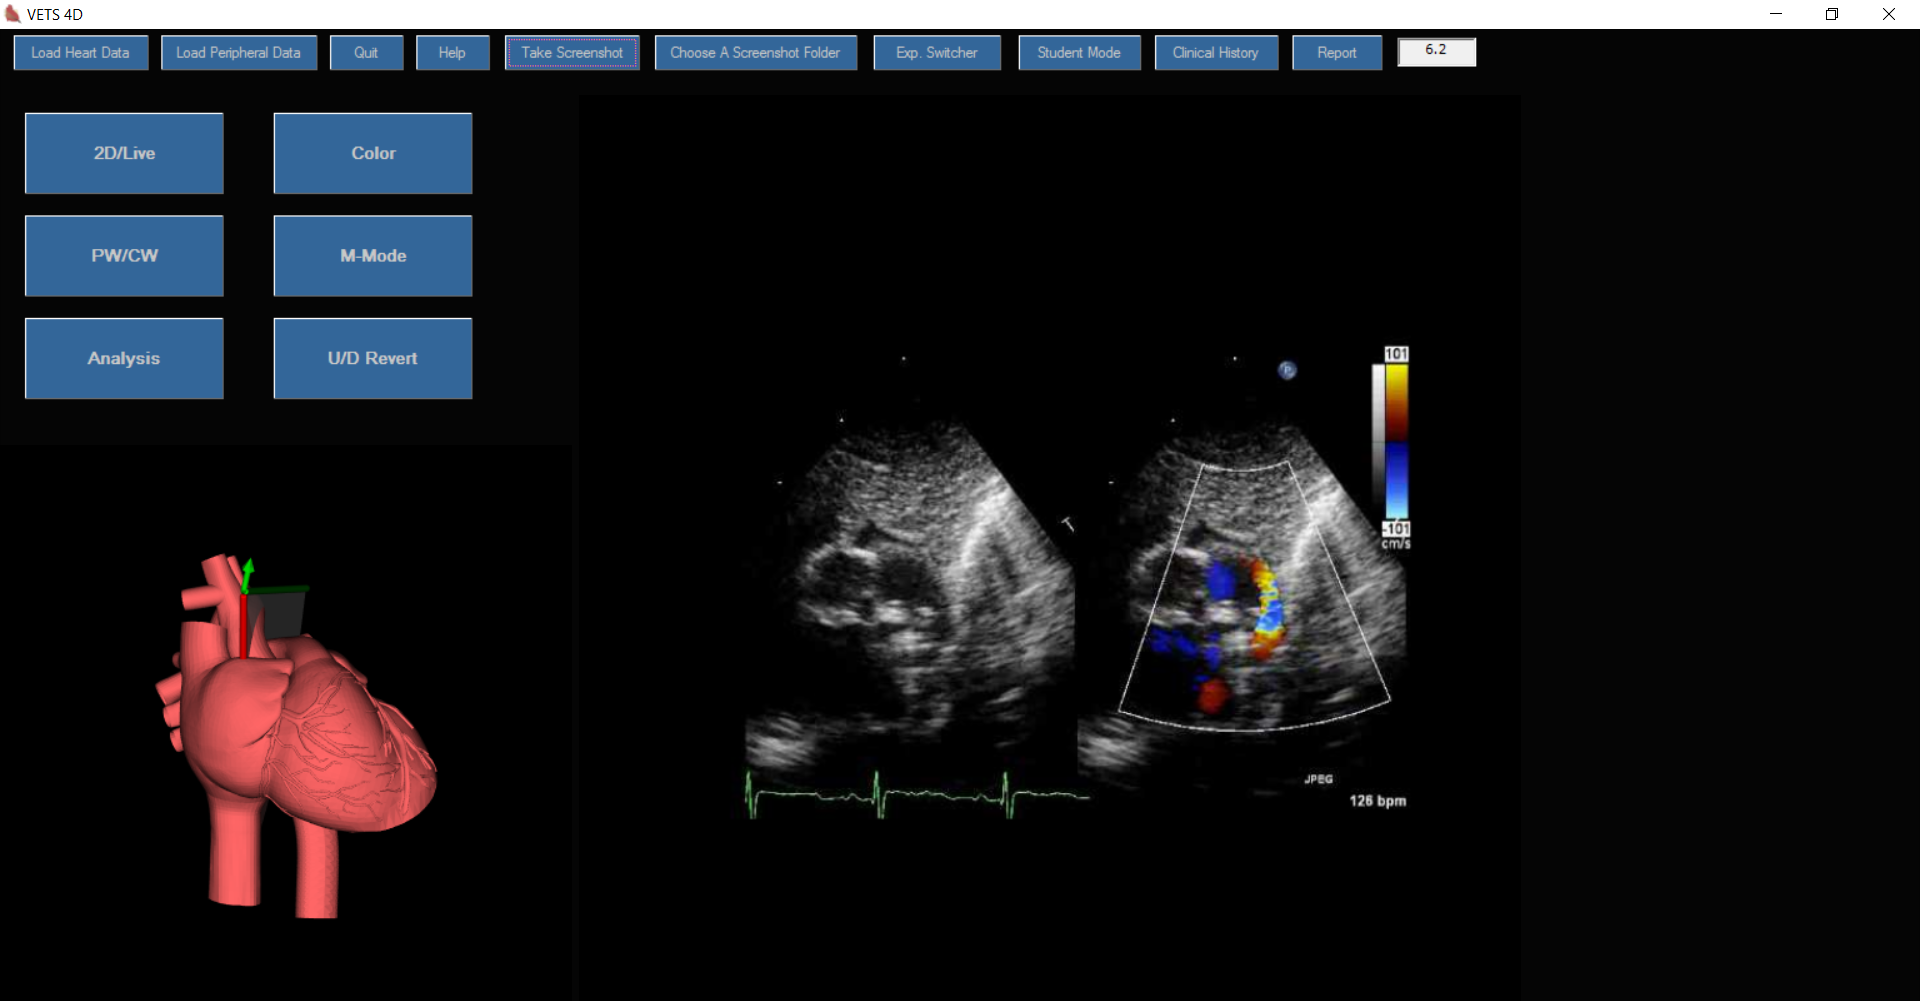 VETS 4D
Load Heart Data
Load Peripheral Data
Quit
Help
Take Screenshot
Choose A Screenshot Folder
Exp. Switcher
Student Mode
Clinical History
Report
6.2
2D/Live
Color
PW/CW
M-Mode
Analysis
U/D Revert
101
P
-101
cm/s
JPEG
126 bpm